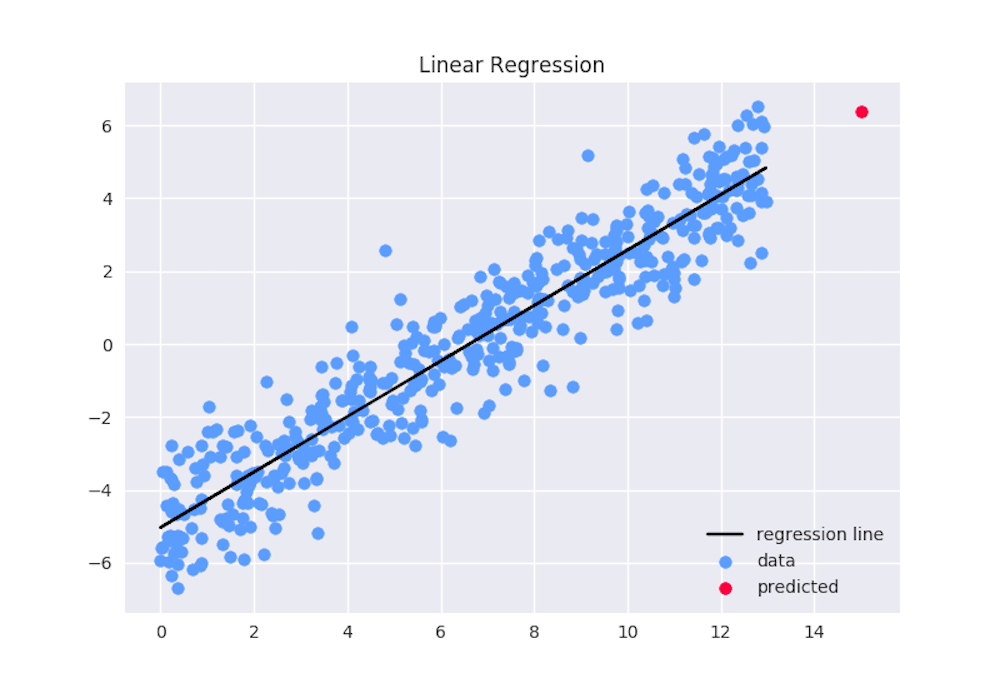 Linear Regression
6
4
2
0
−2
−4
−6
regression line
data
predicted
0 2 4 6 8 10 12 14